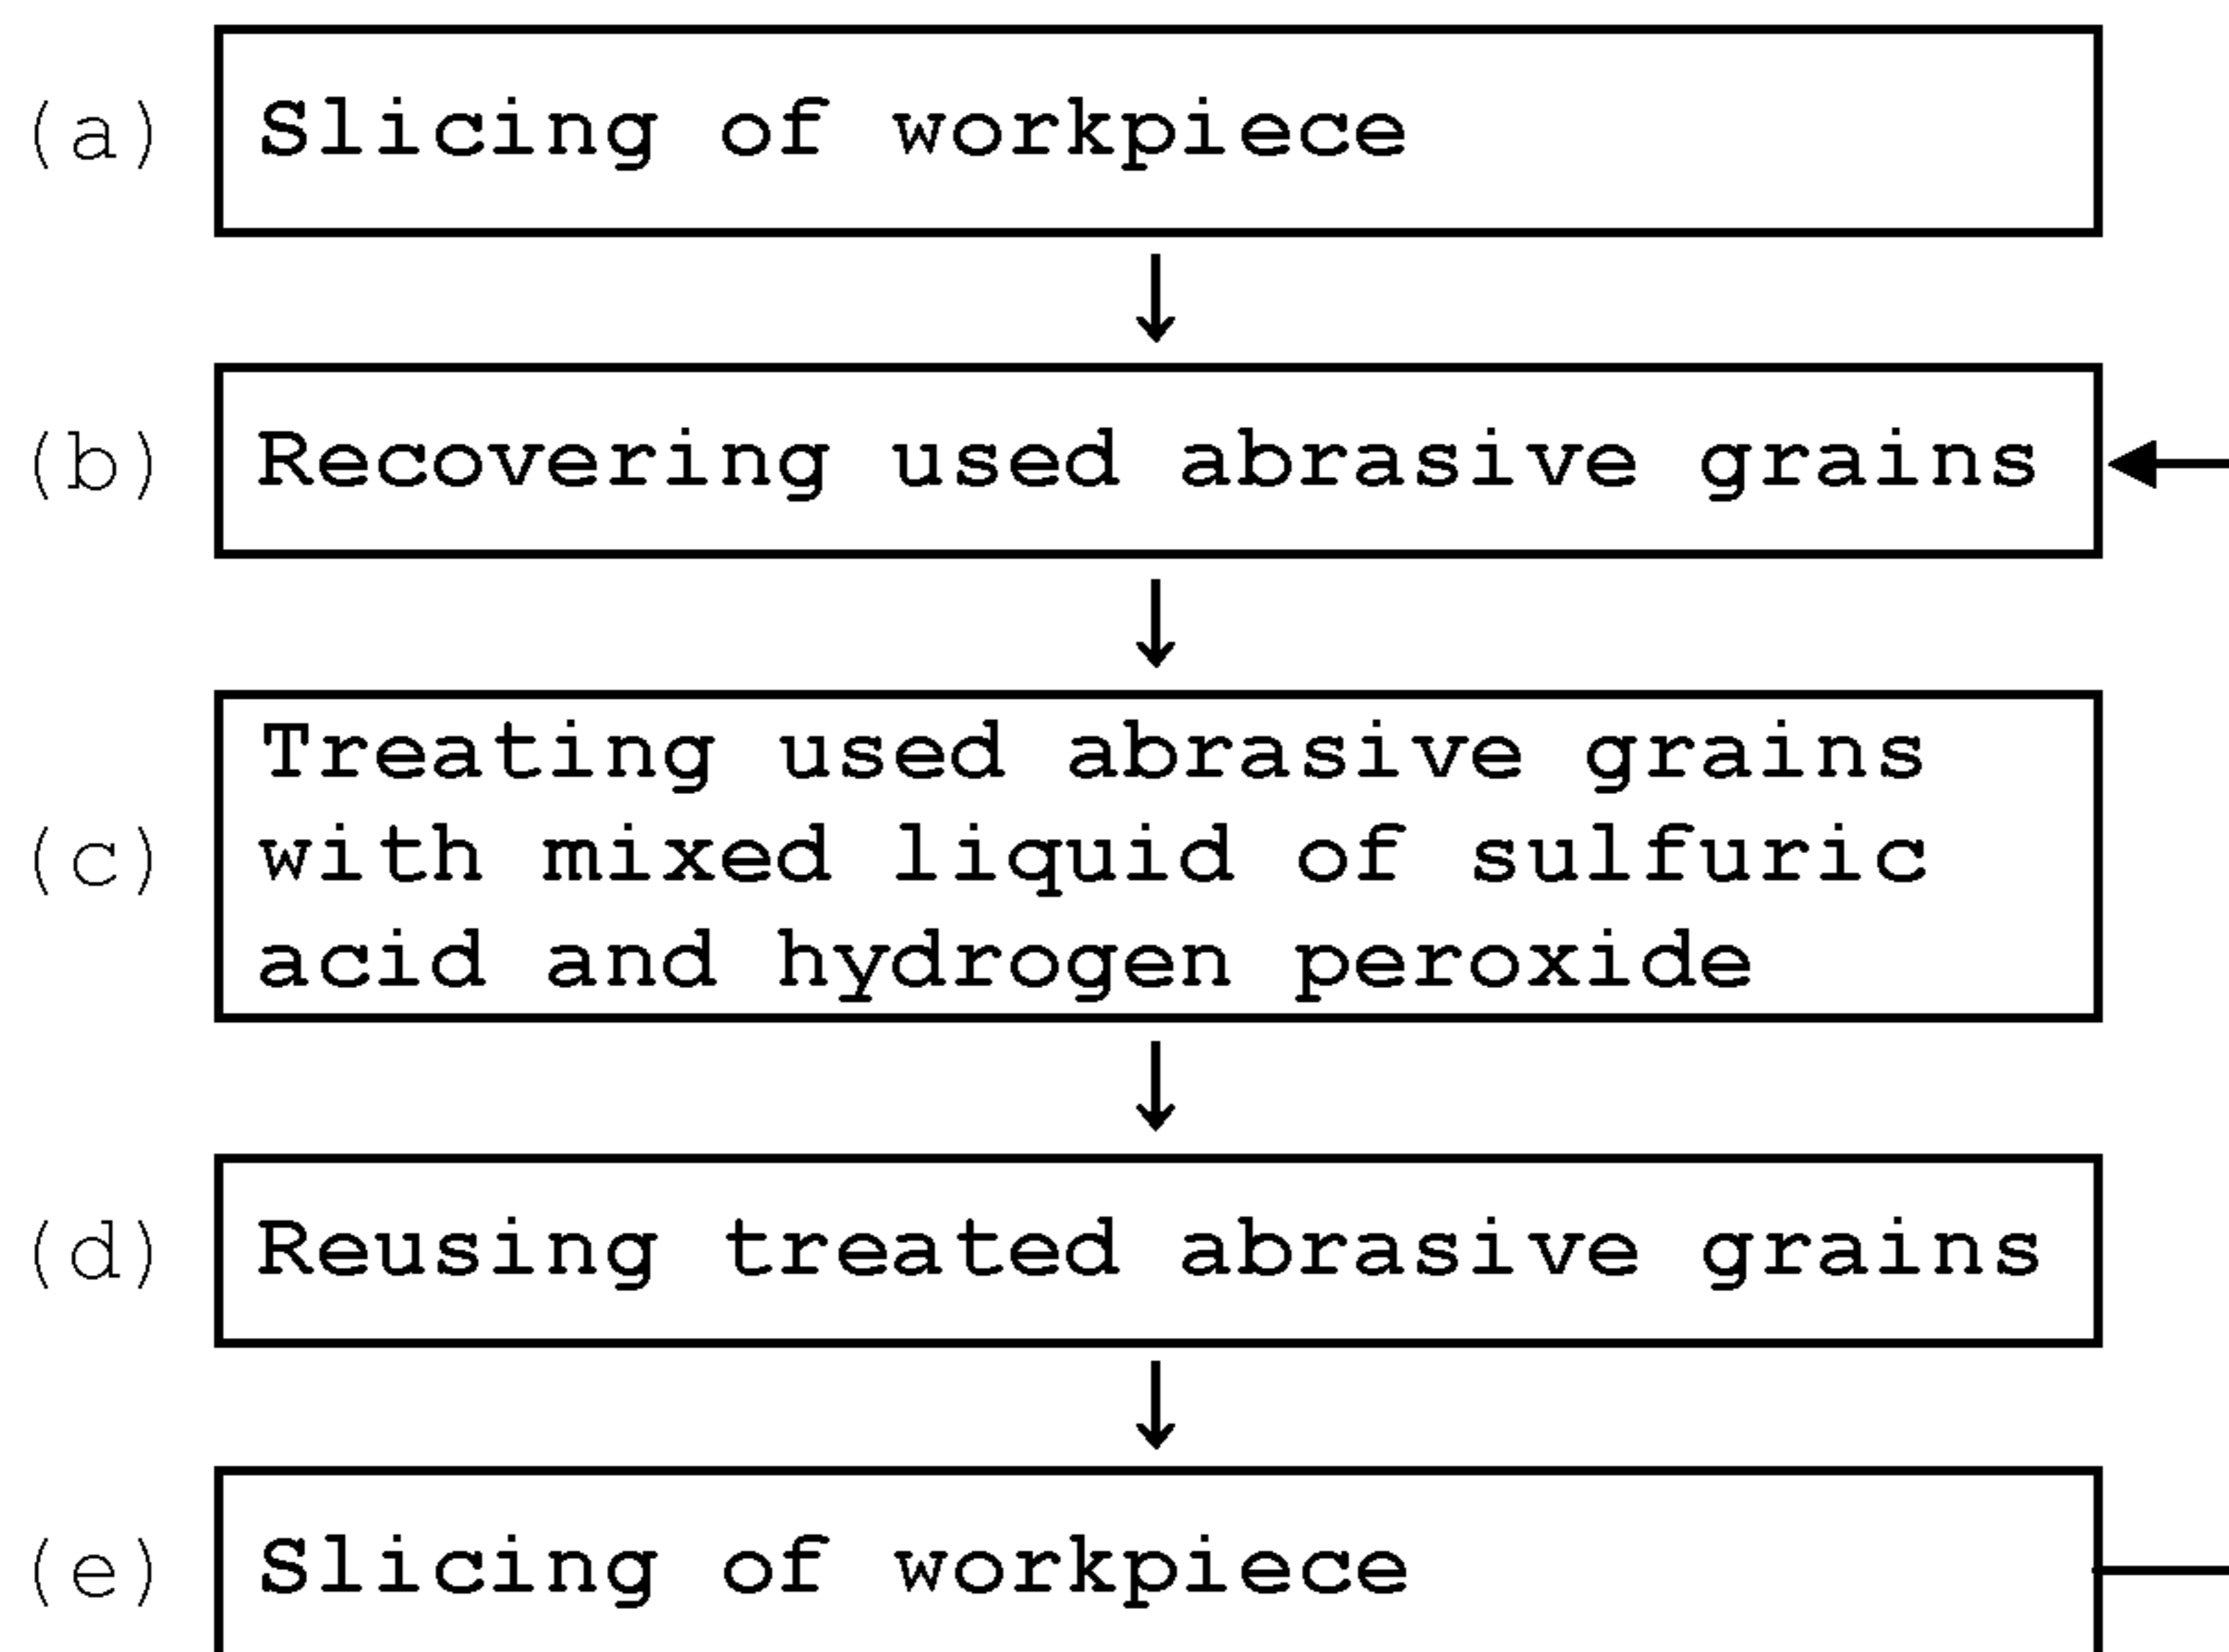 (a) Slicing of workpiece
(b) Recovering used abrasive grains
Treating used abrasive grains
(c) with mixed liquid of sulfuric
acid and hydrogen peroxide
(d) Reusing treated abrasive grains
(e) Slicing of workpiece